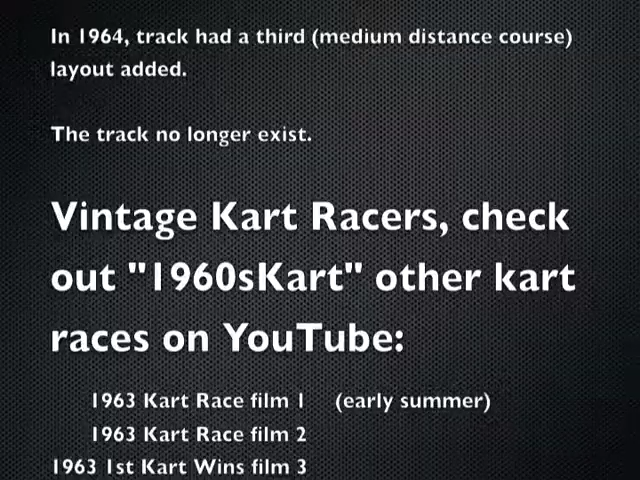 In 1964, track had a third (medium distance course)
layout added.
The track no longer exist.
Vintage Kart Racers, check
out "1960sKart" other kart
races on YouTube:
1963 Kart Race film 1 (early summer)
1963 Kart Race film 2
1963 1st Kart Wins film 3